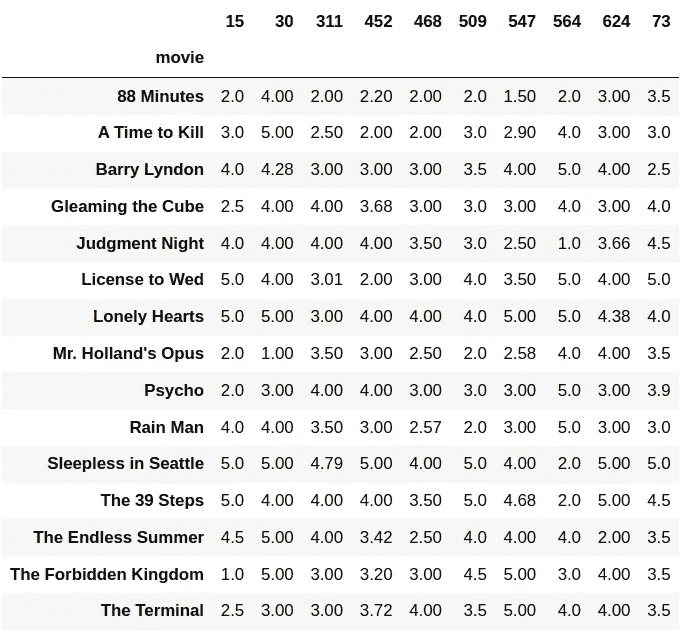 15 30 311 452 468 509 547 564 624 73
movie
88 Minutes 2.0 4.00 2.00 2.20 2.00 2.0 1.50 2.0 3.00 3.5
A Time to Kill 3.0 5.00 2.50 2.00 2.00 3.0 2.90 4.0 3.00 3.0
Barry Lyndon 4.0 4.28 3.00 3.00 3.00 3.5 4.00 5.0 4.00 2.5
Gleaming the Cube 2.5 4.00 4.00 3.68 3.00 3.0 3.00 4.0 3.00 4.0
Judgment Night 4.0 4.00 4.00 4.00 3.50 3.0 2.50 1.0 3.66 4.5
License to Wed 5.0 4.00 3.01 2.00 3.00 4.0 3.50 5.0 4.00 5.0
Lonely Hearts 5.0 5.00 3.00 4.00 4.00 4.0 5.00 5.0 4.38 4.0
Mr. Holland's Opus 2.0 1.00 3.50 3.00 2.50 2.0 2.58 4.0 4.00 3.5
Psycho 2.0 3.00 4.00 4.00 3.00 3.0 3.00 5.0 3.00 3.9
Rain Man 4.0 4.00 3.50 3.00 2.57 2.0 3.00 5.0 3.00 3.0
Sleepless in Seattle 5.0 5.00 4.79 5.00 4.00 5.0 4.00 2.0 5.00 5.0
The 39 Steps 5.0 4.00 4.00 4.00 3.50 5.0 4.68 2.0 5.00 4.5
The Endless Summer 4.5 5.00 4.00 3.42 2.50 4.0 4.00 4.0 2.00 3.5
The Forbidden Kingdom 1.0 5.00 3.00 3.20 3.00 4.5 5.00 3.0 4.00 3.5
The Terminal 2.5 3.00 3.00 3.72 4.00 3.5 5.00 4.0 4.00 3.5